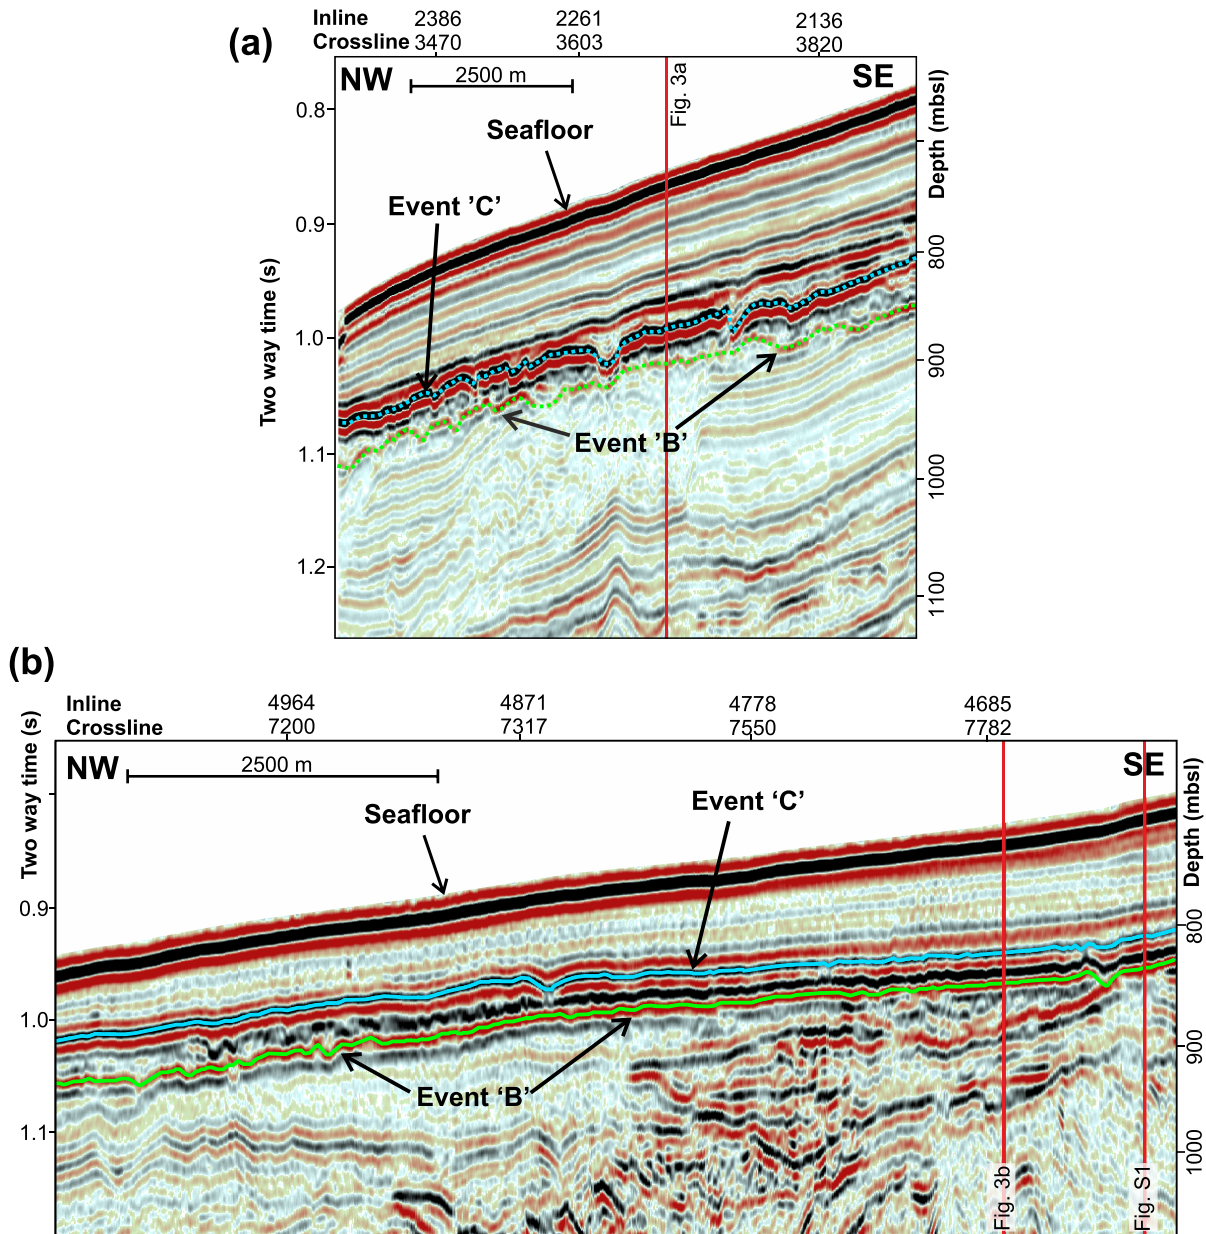 (a)
Inline 2386 2261 2136
Crossline 3470 3603 3820
NW SE
2500 m
Fig. 3a
Seafloor
Event ’C’
Event ’B’
Two way time (s)
0.8
0.9
1.0
1.1
1.2
Depth (mbsl)
800
900
1000
1100
(b)
Inline 4964 4871 4778 4685
Crossline 7200 7317 7550 7782
NW SE
2500 m
Seafloor
Event ‘C’
Event ‘B’
Two way time (s)
0.9
1.0
1.1
Depth (mbsl)
800
900
1000
Fig. 3b
Fig. S1